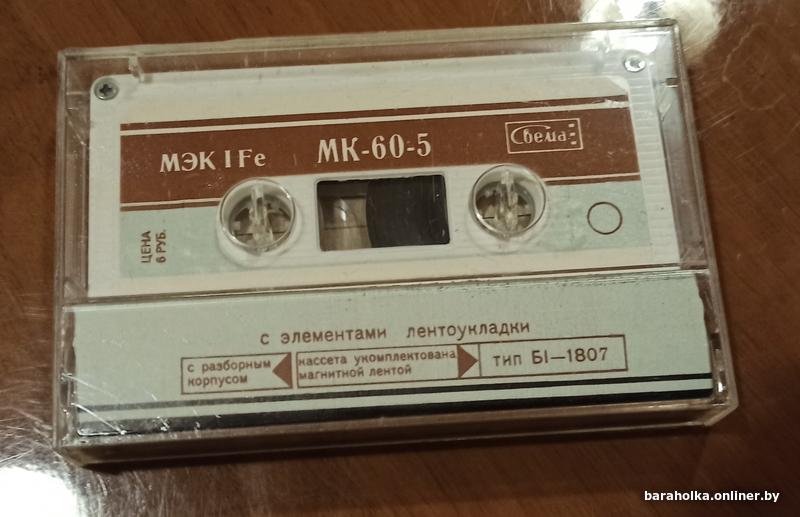 МЭК I Fe МК-60-5 Свема
ЦЕНА
6 РУБ.
с элементами лентоукладки
с разборным
корпусом
кассета укомплектована
магнитной лентой
тип БI—1807
baraholka.onliner.by